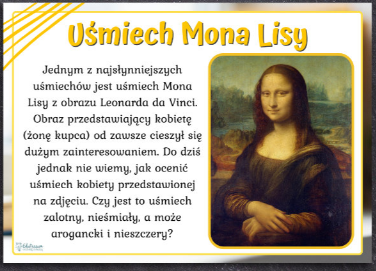 Uśmiech Mona Lisy
Jednym z najsłynniejszych
uśmiechów jest uśmiech Mona
Lisy z obrazu Leonarda da Vinci.
Obraz przedstawiający kobietę
(żonę kupca) od zawsze cieszył się
dużym zainteresowaniem. Do dziś
jednak nie wiemy, jak ocenić
uśmiech kobiety przedstawionej
na zdjęciu. Czy jest to uśmiech
zalotny, nieśmiały, a może
arogancki i nieszczery?